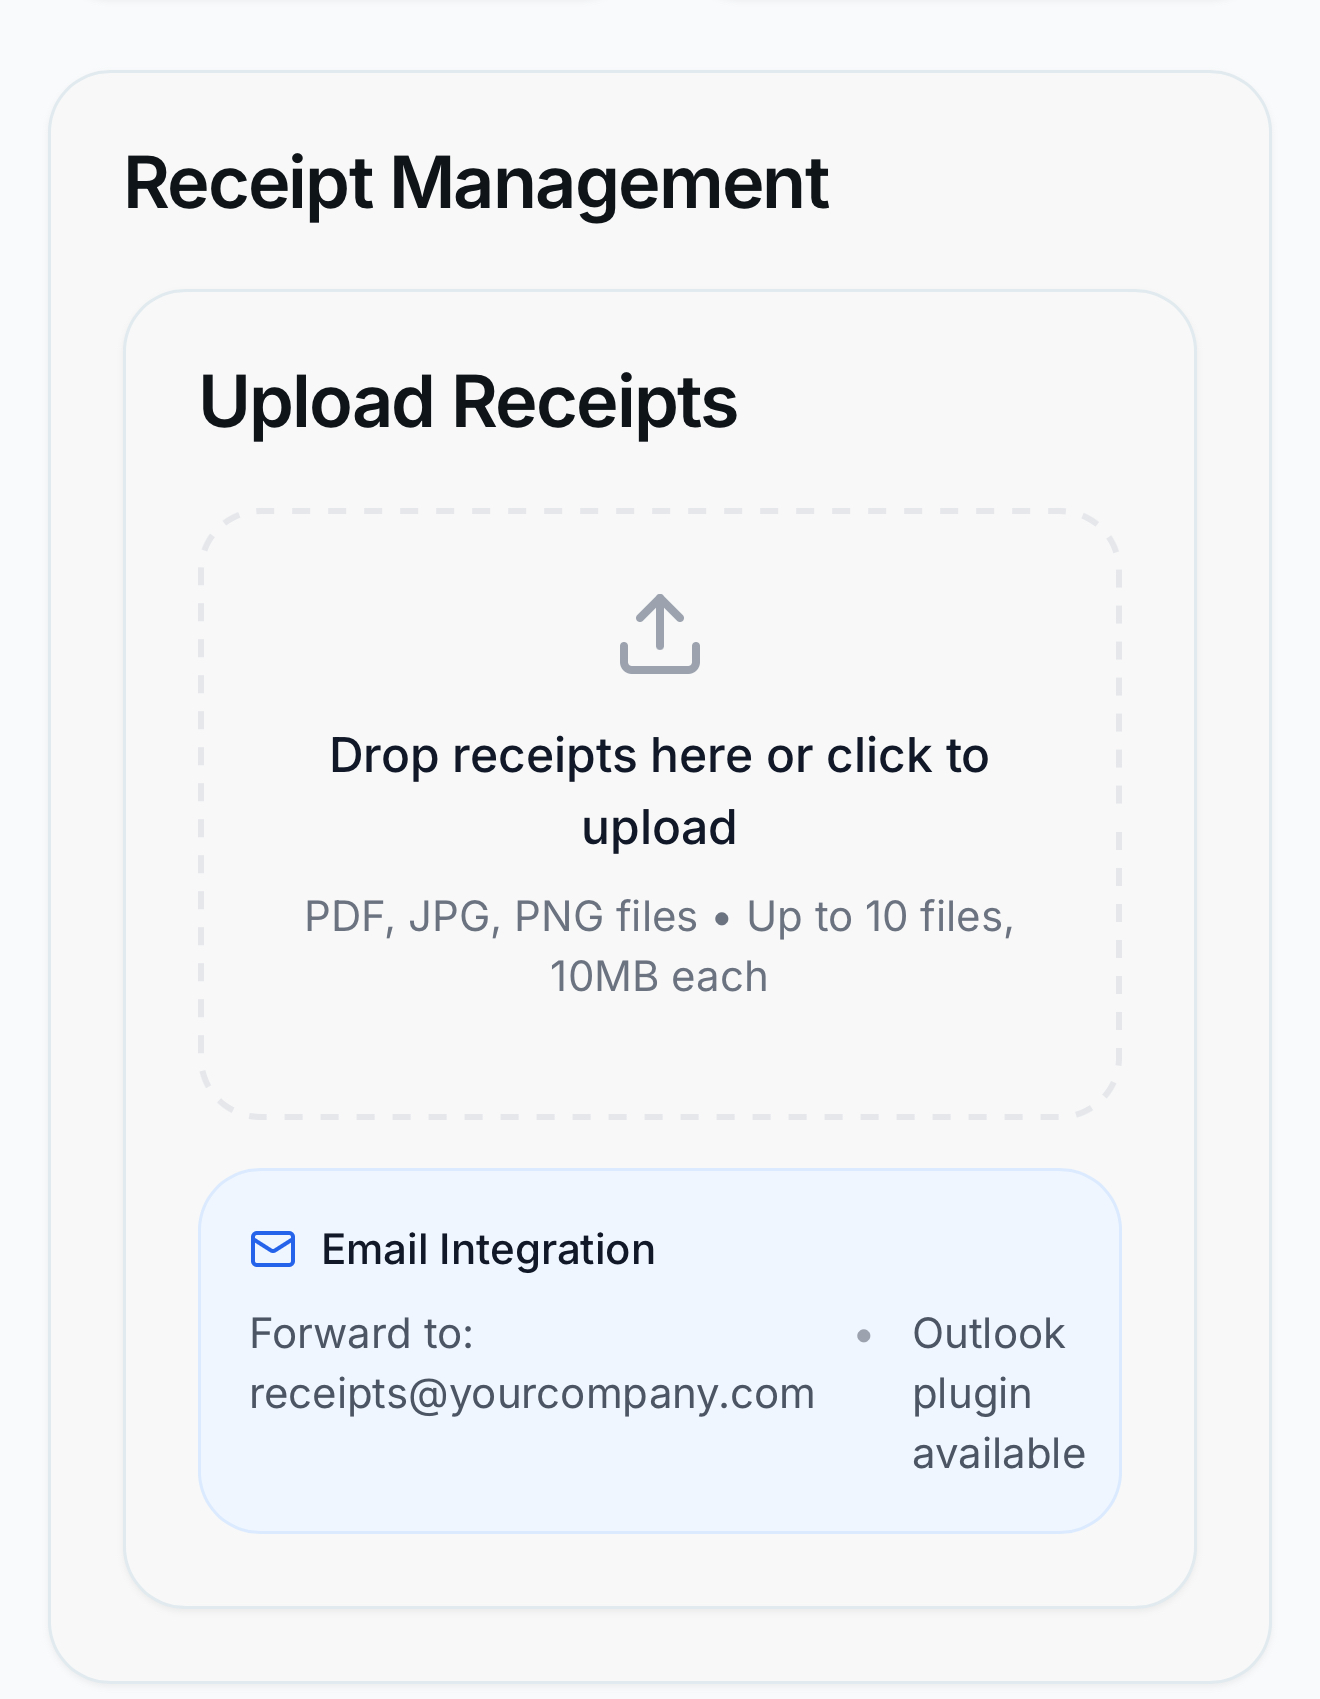 Receipt Management
Upload Receipts
Drop receipts here or click to
upload
PDF, JPG, PNG files • Up to 10 files,
10MB each
Email Integration
Forward to:
receipts@yourcompany.com
•
Outlook
plugin
available